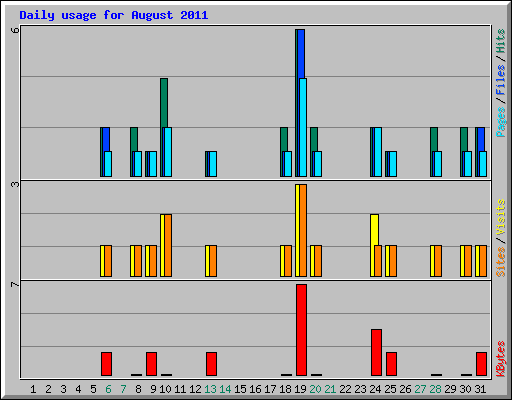 Daily usage for August 2011
6
Pages / Files / Hits
3
Sites / Visits
7
KBytes
1 2 3 4 5 6 7 8 9 10 11 12 13 14 15 16 17 18 19 20 21 22 23 24 25 26 27 28 29 30 31